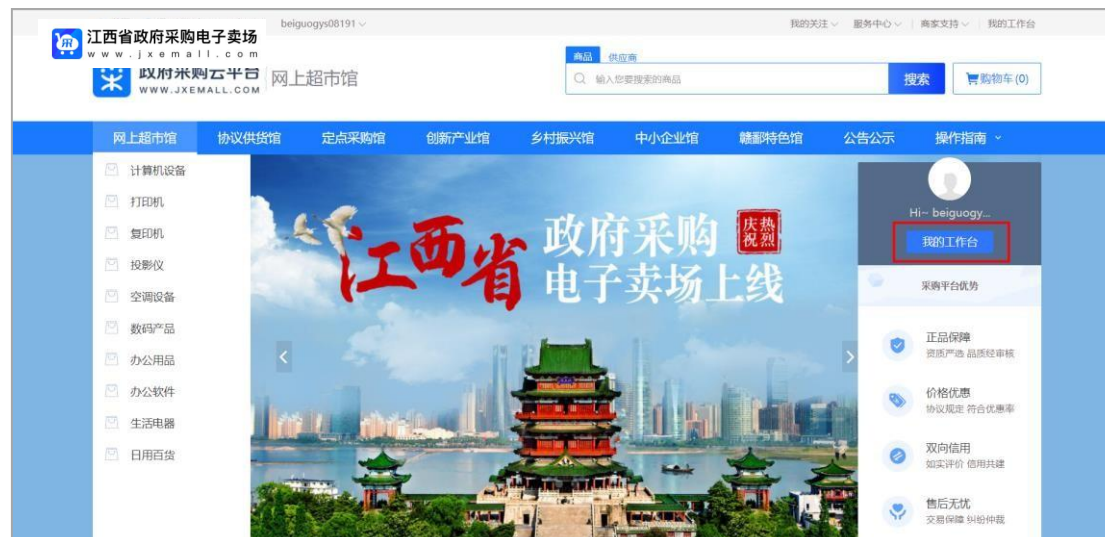 beiguogys08191
我的关注
服务中心
商家支持
我的工作台
江西省政府采购电子卖场
www.jxemall.com
政府采购云平台
WWW.JXEMALL.COM
网上超市馆
商品
供应商
输入您要搜索的商品
搜索
购物车(0)
网上超市馆
协议供货馆
定点采购馆
创新产业馆
乡村振兴馆
中小企业馆
赣鄱特色馆
公告公示
操作指南
计算机设备
打印机
复印机
投影仪
空调设备
数码产品
办公用品
办公软件
生活电器
日用百货
江西省
政府采购
电子卖场上线
热烈
庆祝
Hi~ beiguogy...
我的工作台
采购平台优势
正品保障
资质严选 品质经审核
价格优惠
协议规定 符合优惠率
双向信用
如实评价 信用共建
售后无忧
交易保障 纠纷仲裁